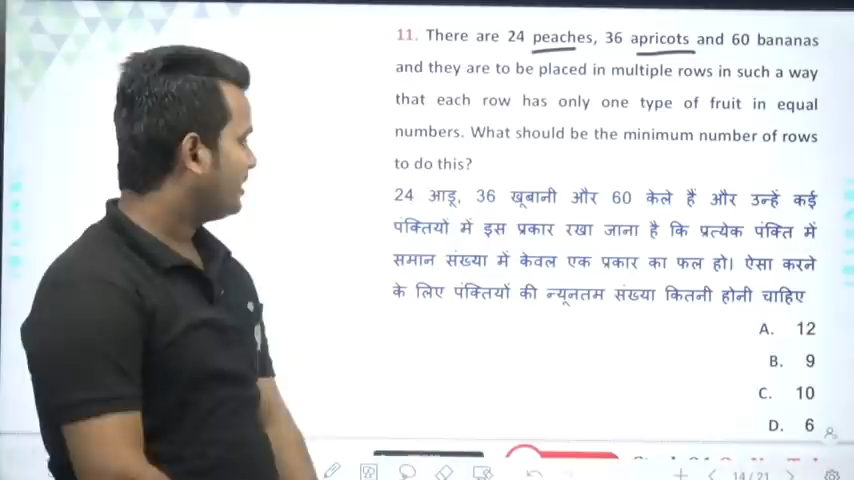 11. There are 24 peaches, 36 apricots and 60 bananas
and they are to be placed in multiple rows in such a way
that each row has only one type of fruit in equal
numbers. What should be the minimum number of rows
to do this?
24 आडू, 36 खूबानी और 60 केले हैं और उन्हें कई
पंक्तियों में इस प्रकार रखा जाना है कि प्रत्येक पंक्ति में
समान संख्या में केवल एक प्रकार का फल हो। ऐसा करने
के लिए पंक्तियों की न्यूनतम संख्या कितनी होनी चाहिए
A. 12
B. 9
C. 10
D. 6
14/21